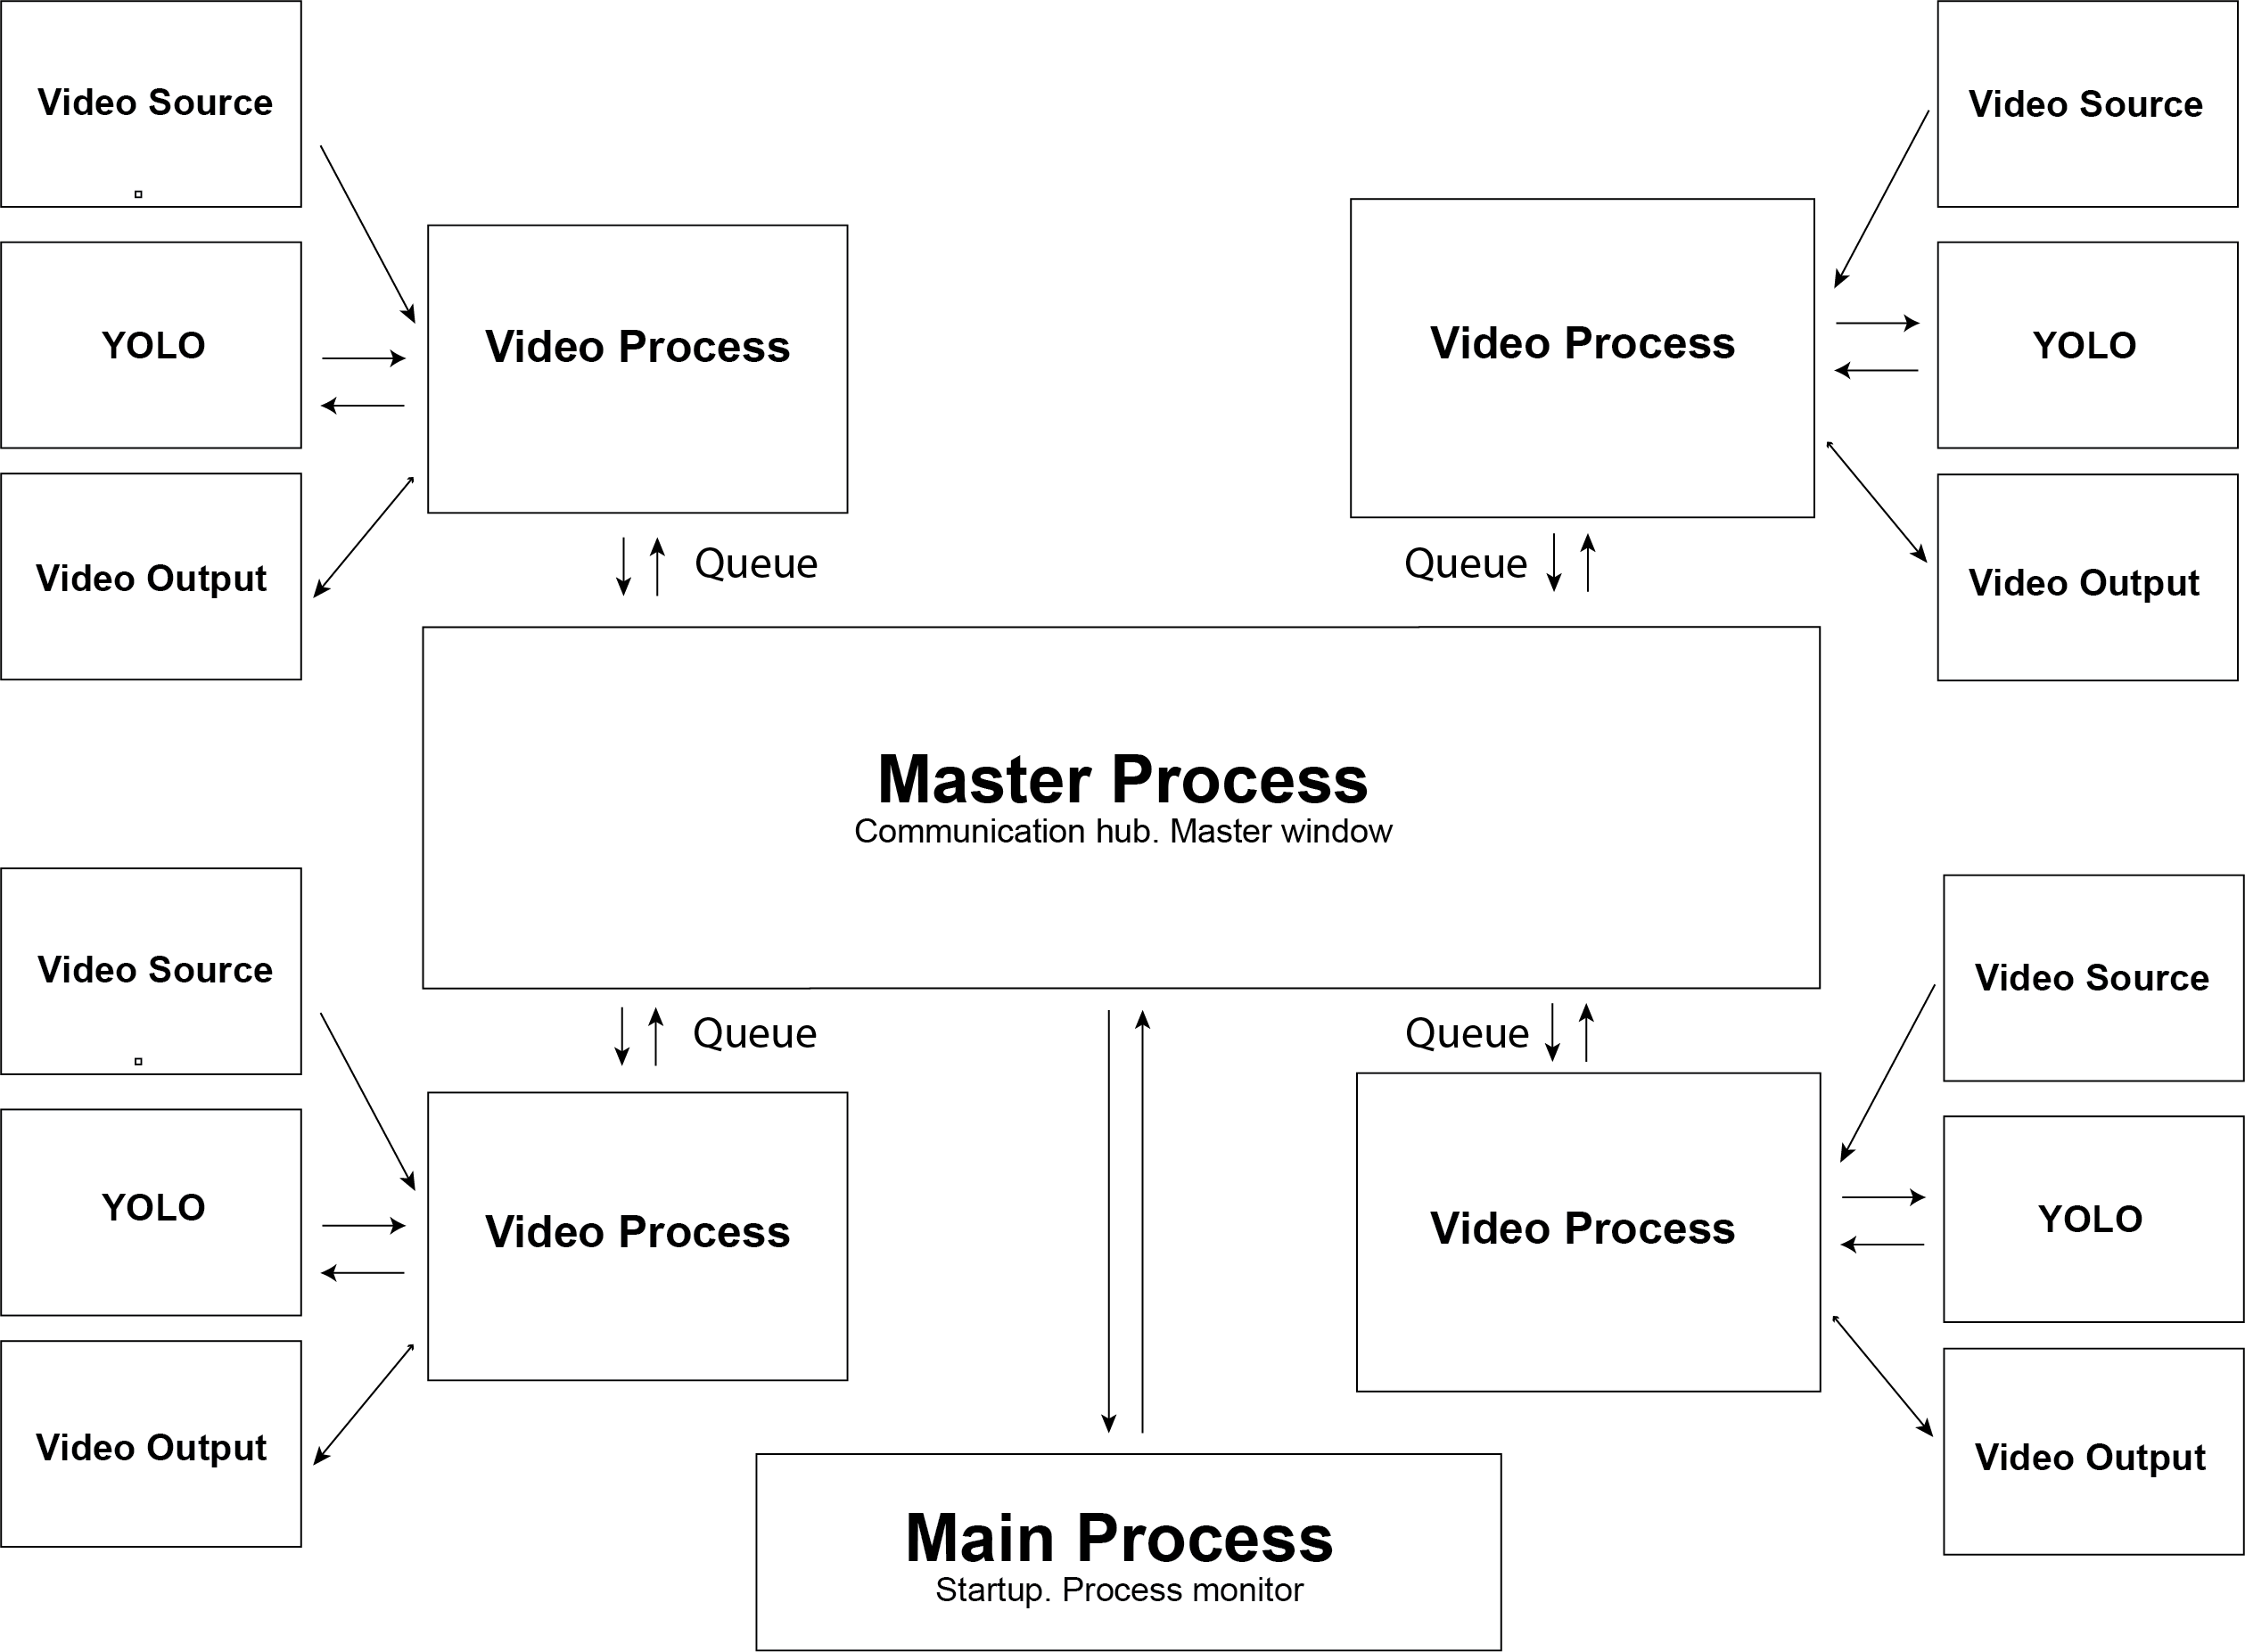 Video Source
Video Source
YOLO
Video Process
Video Process
YOLO
Video Output
Queue
Queue
Video Output
Master Process
Communication hub. Master window
Video Source
Queue
Queue
Video Source
YOLO
Video Process
Video Process
YOLO
Video Output
Video Output
Main Process
Startup. Process monitor